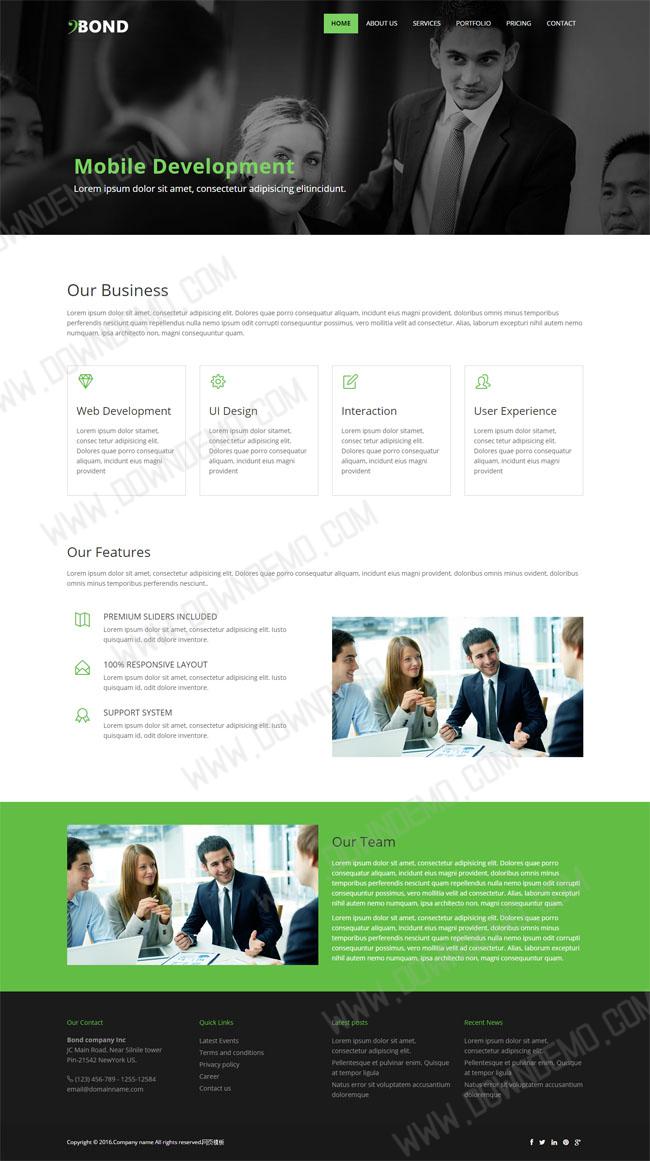 BOND
HOME ABOUT US SERVICES PORTFOLIO PRICING CONTACT
Mobile Development
Lorem ipsum dolor sit amet, consectetur adipisicing elitincidunt.
Our Business
Lorem ipsum dolor sit amet, consectetur adipisicing elit. Dolores quae porro consequatur aliquam, incidunt eius magni provident, doloribus omnis minus temporibus
perferendis nesciunt quam repellendus nulla nemo ipsum odit corrupti consequuntur possimus, vero mollitia velit ad consectetur. Alias, laborum excepturi nihil autem nemo
numquam, ipsa architecto non, magni consequuntur quam.
Web Development
Lorem ipsum dolor sitamet,
consec tetur adipisicing elit.
Dolores quae porro consequatur
aliquam, incidunt eius magni
provident
UI Design
Lorem ipsum dolor sitamet,
consec tetur adipisicing elit.
Dolores quae porro consequatur
aliquam, incidunt eius magni
provident
Interaction
Lorem ipsum dolor sitamet,
consec tetur adipisicing elit.
Dolores quae porro consequatur
aliquam, incidunt eius magni
provident
User Experience
Lorem ipsum dolor sitamet,
consec tetur adipisicing elit.
Dolores quae porro consequatur
aliquam, incidunt eius magni
provident
Our Features
Lorem ipsum dolor sit amet, consectetur adipisicing elit. Dolores quae porro consequatur aliquam, incidunt eius magni provident, doloribus omnis minus ovident, doloribus
omnis minus temporibus perferendis nesciunt..
PREMIUM SLIDERS INCLUDED
Lorem ipsum dolor sit amet, consectetur adipisicing elit. Iusto
quisquam id, odit dolore inventore.
100% RESPONSIVE LAYOUT
Lorem ipsum dolor sit amet, consectetur adipisicing elit. Iusto
quisquam id, odit dolore inventore.
SUPPORT SYSTEM
Lorem ipsum dolor sit amet, consectetur adipisicing elit. Iusto
quisquam id, odit dolore inventore.
Our Team
Lorem ipsum dolor sit amet, consectetur adipisicing elit. Dolores quae porro
consequatur aliquam, incidunt eius magni provident, doloribus omnis minus
temporibus perferendis nesciunt quam repellendus nulla nemo ipsum odit corrupti
consequuntur possimus, vero mollitia velit ad consectetur. Alias, laborum excepturi
nihil autem nemo numquam, ipsa architecto non, magni consequuntur quam.
Lorem ipsum dolor sit amet, consectetur adipisicing elit. Dolores quae porro
consequatur aliquam, incidunt eius magni provident, doloribus omnis minus
temporibus perferendis nesciunt quam repellendus nulla nemo ipsum odit corrupti
consequuntur possimus, vero mollitia velit ad consectetur. Alias, laborum excepturi
nihil autem nemo numquam, ipsa architecto non, magni consequuntur quam.
Our Contact
Bond company Inc
JC Main Road, Near Silnile tower
Pin-21542 NewYork US.
(123) 456-789 - 1255-12584
email@domainname.com
Quick Links
Latest Events
Terms and conditions
Privacy policy
Career
Contact us
Latest posts
Lorem ipsum dolor sit amet,
consectetur adipisicing elit.
Pellentesque et pulvinar enim. Quisque
at tempor ligula
Natus error sit voluptatem accusantium
doloremque
Recent News
Lorem ipsum dolor sit amet,
consectetur adipisicing elit.
Pellentesque et pulvinar enim. Quisque
at tempor ligula
Natus error sit voluptatem accusantium
doloremque
Copyright © 2016.Company name All rights reserved.网页模板
WWW.DOWNDEMO.COM
WWW.DOWNDEMO.COM
WWW.DOWNDEMO.COM
WWW.DOWNDEMO.COM
WWW.DOWNDEMO.COM
WWW.DOWNDEMO.COM